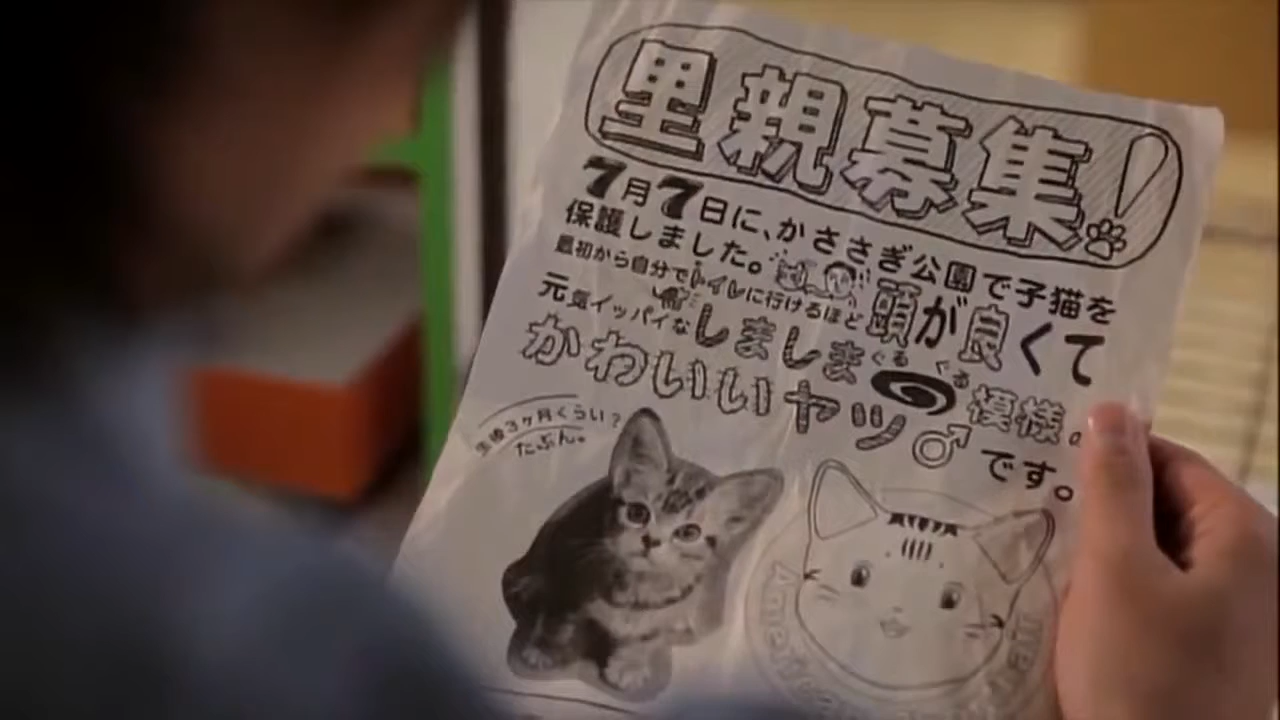 里親募集!
7月7日に、かささぎ公園で子猫を
保護しました。
最初から自分でトイレに行けるほど頭が良くて
元気イッパイなしましまぐるぐる模様の
かわいいヤツ♂です。
生後3ヶ月くらい?
たぶん。